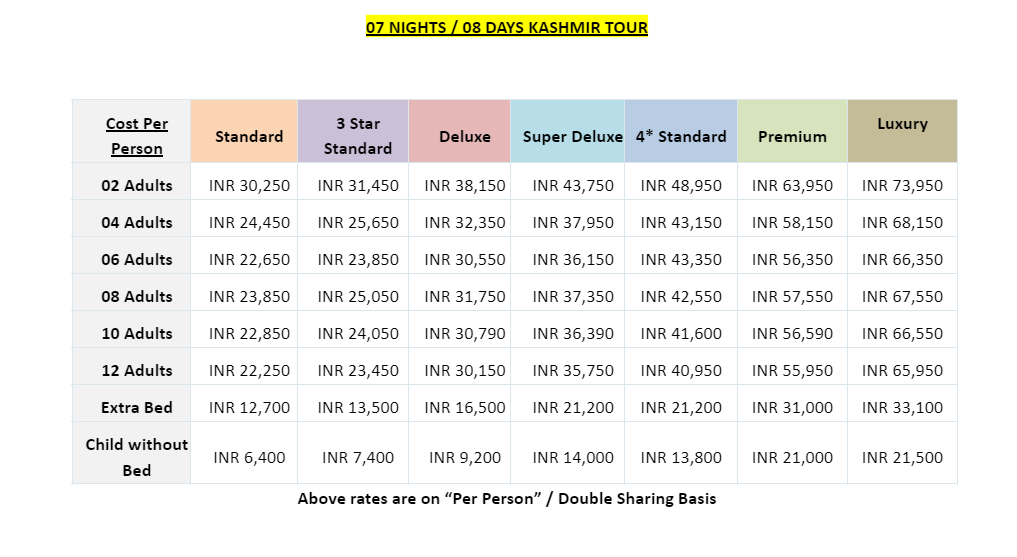 07 NIGHTS / 08 DAYS KASHMIR TOUR
Cost Per Person Standard 3 Star Standard Deluxe Super Deluxe 4* Standard Premium Luxury
02 Adults INR 30,250 INR 31,450 INR 38,150 INR 43,750 INR 48,950 INR 63,950 INR 73,950
04 Adults INR 24,450 INR 25,650 INR 32,350 INR 37,950 INR 43,150 INR 58,150 INR 68,150
06 Adults INR 22,650 INR 23,850 INR 30,550 INR 36,150 INR 43,350 INR 56,350 INR 66,350
08 Adults INR 23,850 INR 25,050 INR 31,750 INR 37,350 INR 42,550 INR 57,550 INR 67,550
10 Adults INR 22,850 INR 24,050 INR 30,790 INR 36,390 INR 41,600 INR 56,590 INR 66,550
12 Adults INR 22,250 INR 23,450 INR 30,150 INR 35,750 INR 40,950 INR 55,950 INR 65,950
Extra Bed INR 12,700 INR 13,500 INR 16,500 INR 21,200 INR 21,200 INR 31,000 INR 33,100
Child without Bed INR 6,400 INR 7,400 INR 9,200 INR 14,000 INR 13,800 INR 21,000 INR 21,500
Above rates are on “Per Person” / Double Sharing Basis